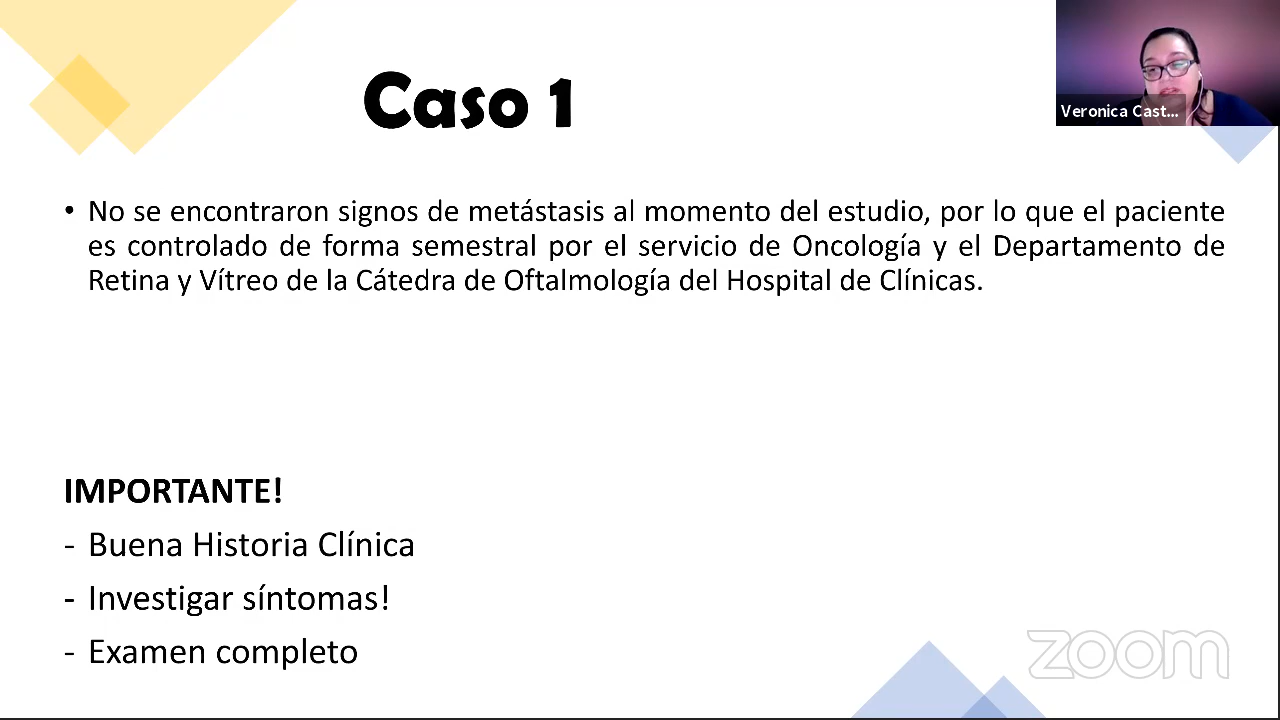 Caso 1
Veronica Cast...
• No se encontraron signos de metástasis al momento del estudio, por lo que el paciente
es controlado de forma semestral por el servicio de Oncología y el Departamento de
Retina y Vítreo de la Cátedra de Oftalmología del Hospital de Clínicas.
IMPORTANTE!
- Buena Historia Clínica
- Investigar síntomas!
- Examen completo
zoom